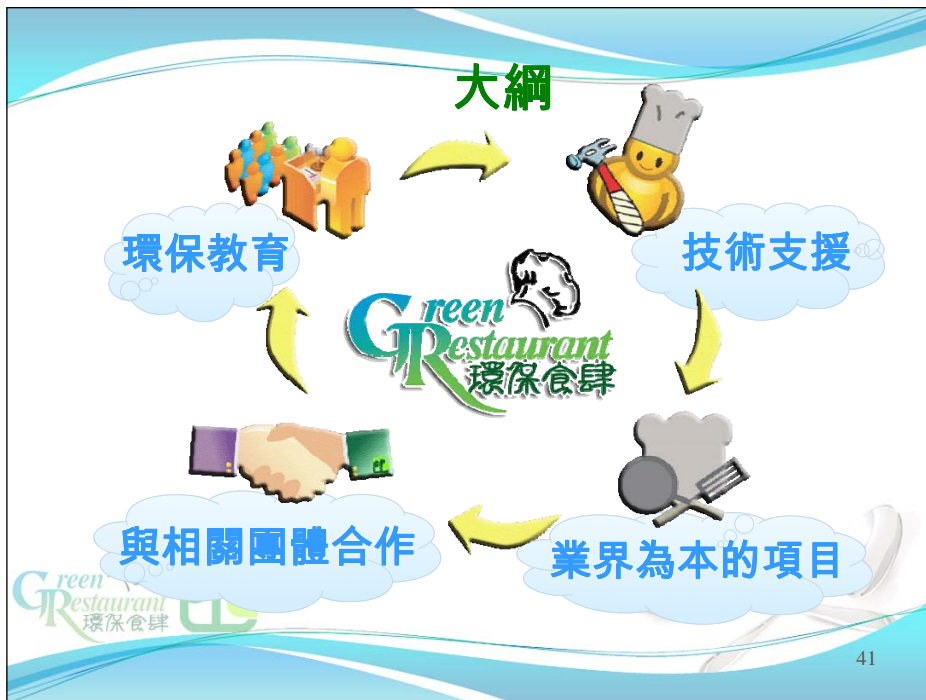 大綱
環保教育
技術支援
Green
Restaurant
環保食肆
與相關團體合作
業界為本的項目
Green
Restaurant
環保食肆
41